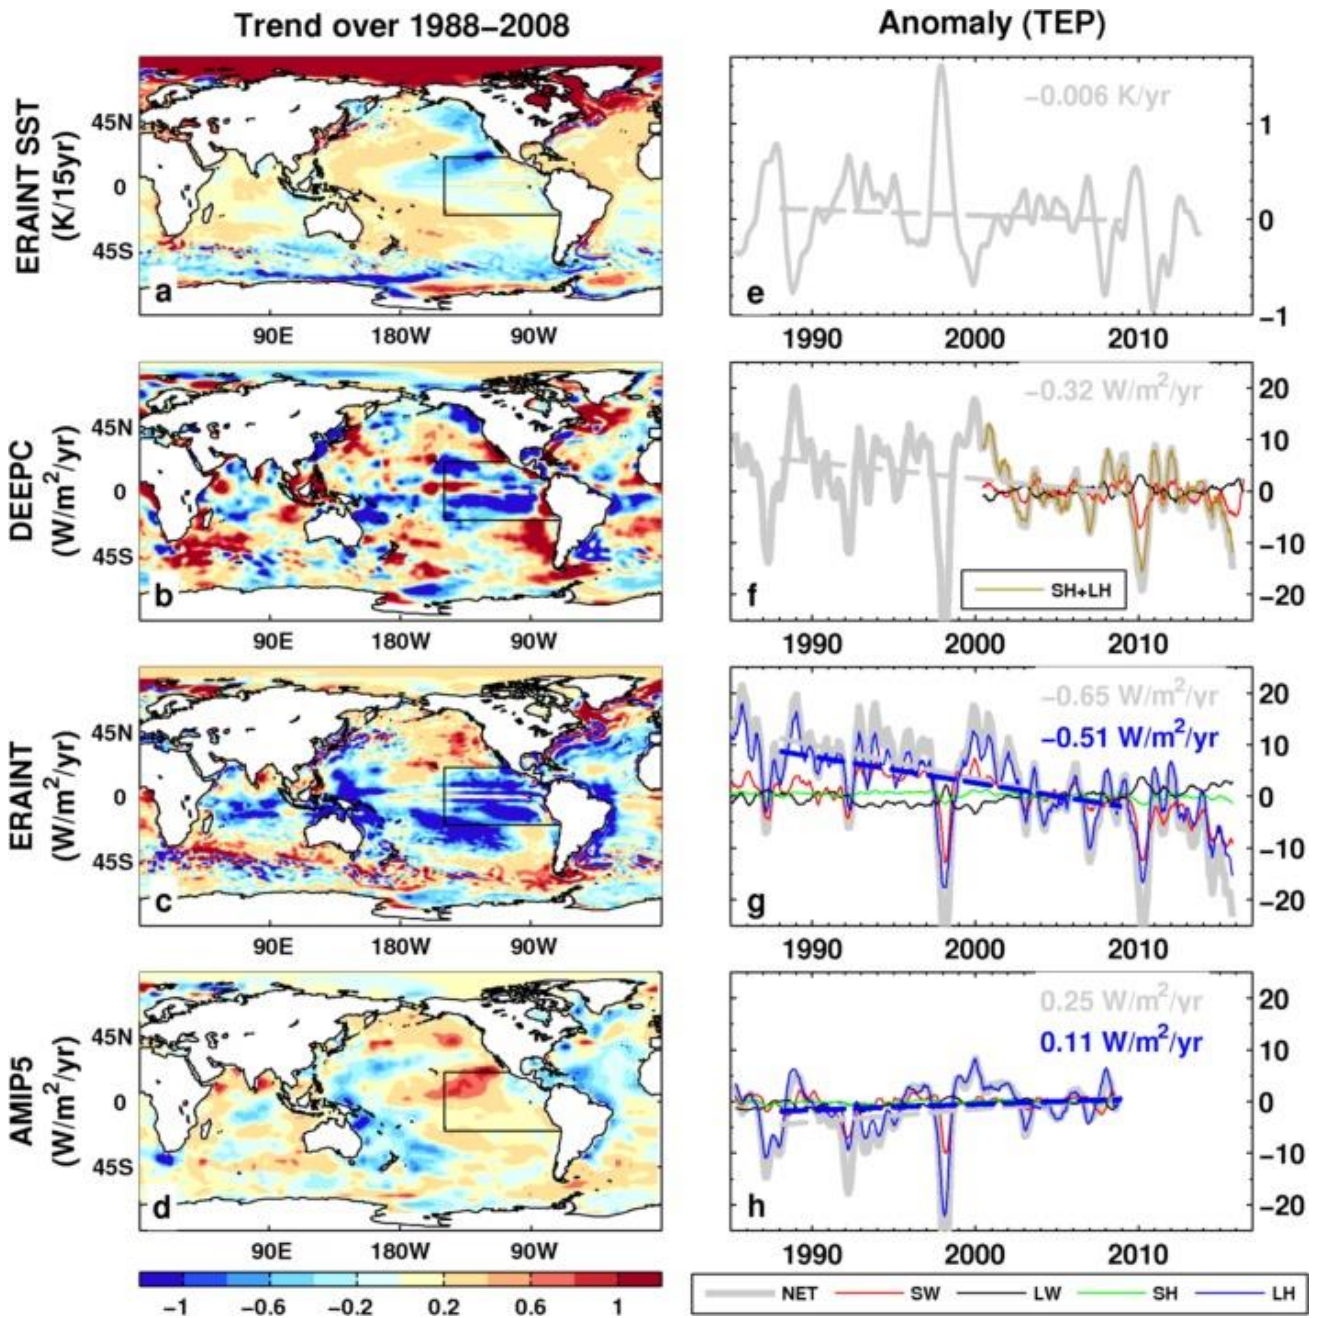 Trend over 1988–2008
Anomaly (TEP)
ERAINT SST
(K/15yr)
45N
0
45S
a
90E 180W 90W
−0.006 K/yr
1
0
−1
e
1990 2000 2010
DEEPC
(W/m²/yr)
45N
0
45S
b
90E 180W 90W
−0.32 W/m²/yr
20
10
0
−10
−20
SH+LH
f
1990 2000 2010
ERAINT
(W/m²/yr)
45N
0
45S
c
90E 180W 90W
−0.65 W/m²/yr
−0.51 W/m²/yr
20
10
0
−10
−20
g
1990 2000 2010
AMIP5
(W/m²/yr)
45N
0
45S
d
90E 180W 90W
0.25 W/m²/yr
0.11 W/m²/yr
20
10
0
−10
−20
h
1990 2000 2010
−1 −0.6 −0.2 0.2 0.6 1
NET SW LW SH LH